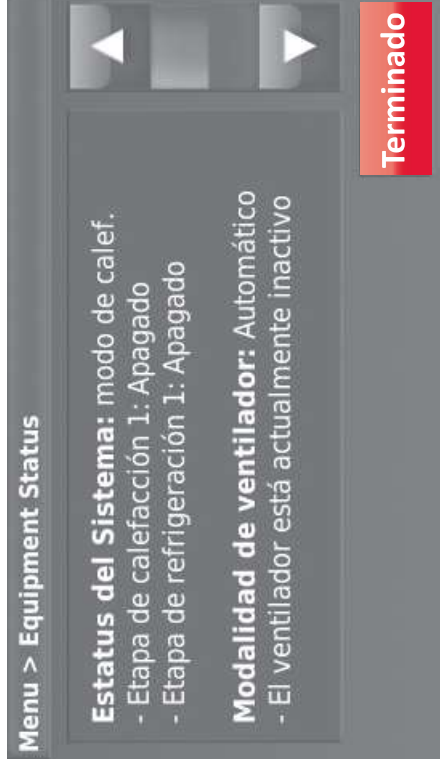 Menu > Equipment Status
Estatus del Sistema: modo de calef.
- Etapa de calefacción 1: Apagado
- Etapa de refrigeración 1: Apagado
Modalidad de ventilador: Automático
- El ventilador está actualmente inactivo
Terminado